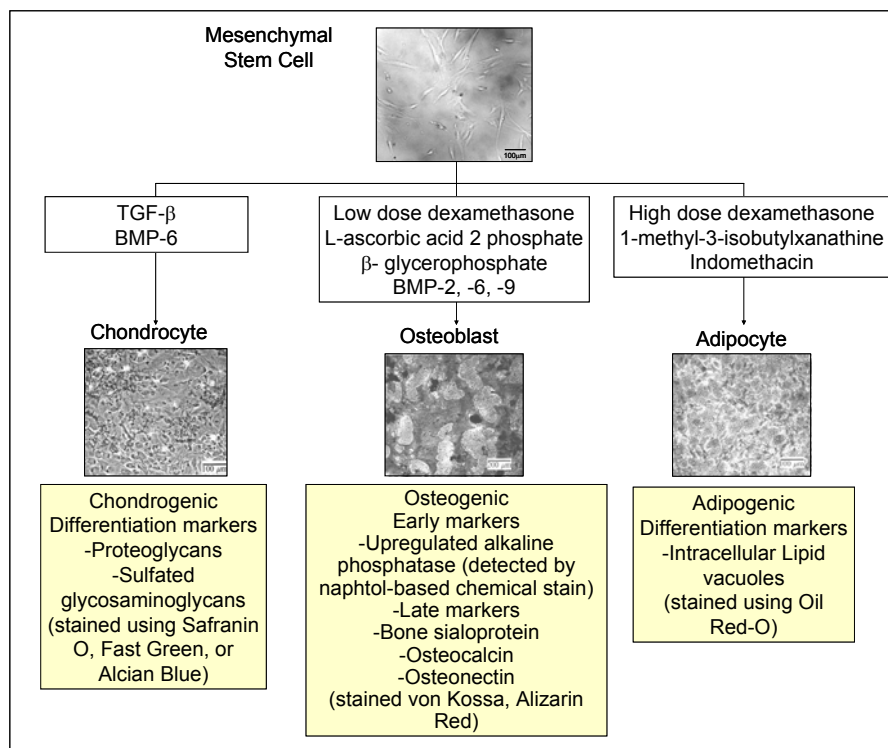 Mesenchymal
Stem Cell
100μm
TGF-β
BMP-6
Low dose dexamethasone
L-ascorbic acid 2 phosphate
β- glycerophosphate
BMP-2, -6, -9
High dose dexamethasone
1-methyl-3-isobutylxanathine
Indomethacin
Chondrocyte
Osteoblast
Adipocyte
100 μm
200 μm
Chondrogenic
Differentiation markers
-Proteoglycans
-Sulfated
glycosaminoglycans
(stained using Safranin
O, Fast Green, or
Alcian Blue)
Osteogenic
Early markers
-Upregulated alkaline
phosphatase (detected by
naphtol-based chemical stain)
-Late markers
-Bone sialoprotein
-Osteocalcin
-Osteonectin
(stained von Kossa, Alizarin
Red)
Adipogenic
Differentiation markers
-Intracellular Lipid
vacuoles
(stained using Oil
Red-O)